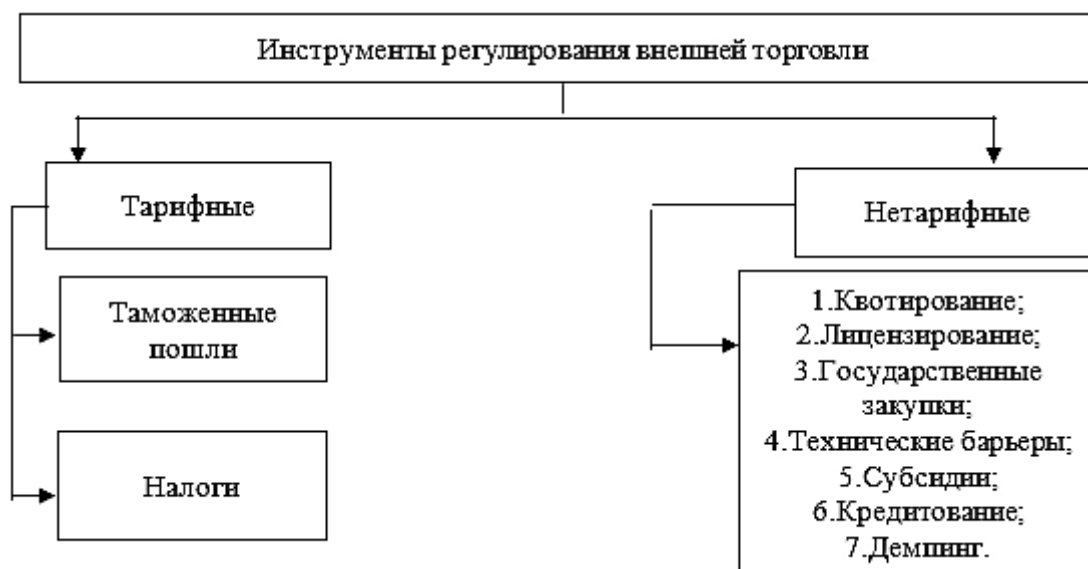 Инструменты регулирования внешней торговли
Тарифные
Нетарифные
Таможенные
пошли
Налоги
1.Квотирование;
2.Лицензирование;
3.Государственные
закупки;
4.Технические барьеры;
5.Субсидии;
6.Кредитование;
7.Демпинг.